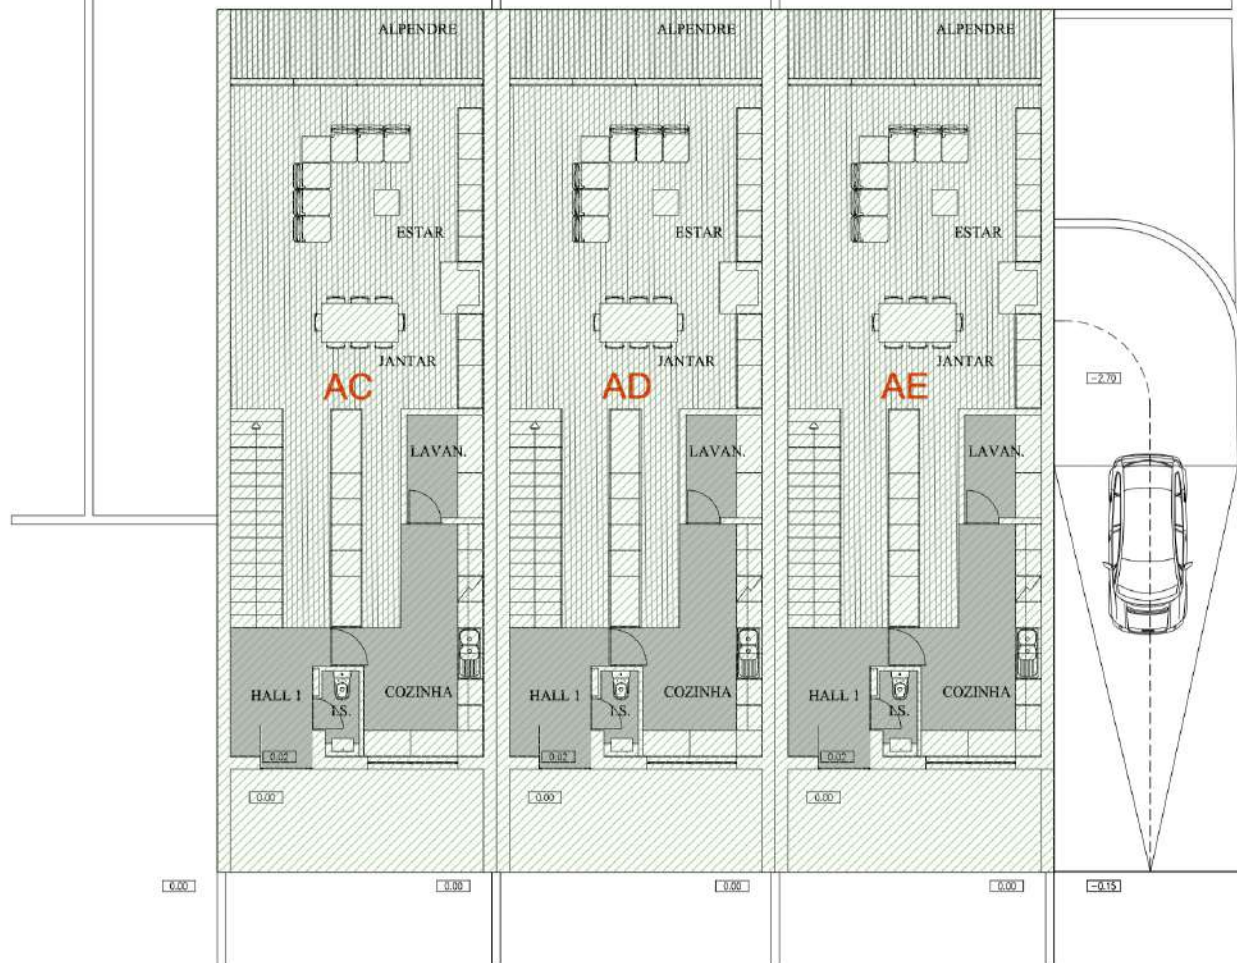 ALPENDRE ALPENDRE ALPENDRE
ESTAR ESTAR ESTAR
JANTAR JANTAR JANTAR
-2.70
AC AD AE
LAVAN. LAVAN. LAVAN.
HALL 1 COZINHA HALL 1 COZINHA HALL 1 COZINHA
I.S. I.S. I.S.
0.02 0.02 0.02
0.00 0.00 0.00
0.00 0.00 0.00 0.00 -0.15